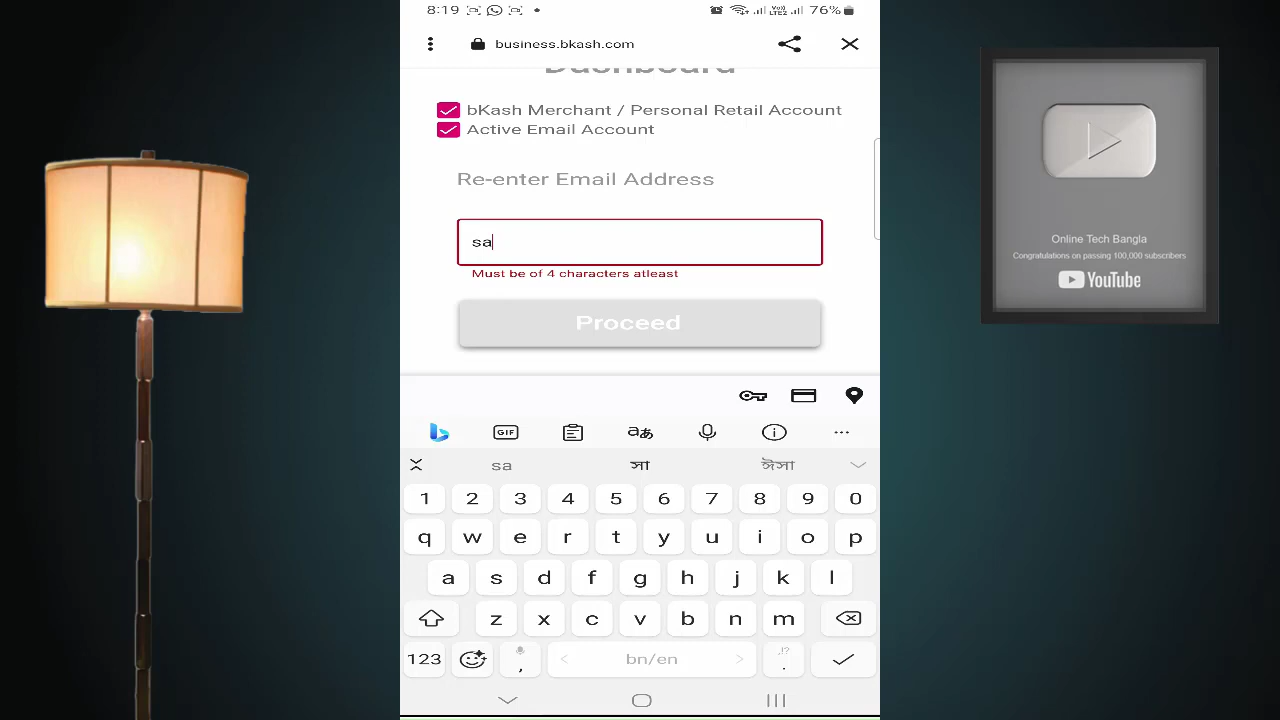 8:19
VoLTE2
76%
business.bkash.com
Dashboard
bKash Merchant / Personal Retail Account
Active Email Account
Re-enter Email Address
sa
Must be of 4 characters atleast
Proceed
GIF
sa সা ঈসা
1 2 3 4 5 6 7 8 9 0
q w e r t y u i o p
a s d f g h j k l
z x c v b n m
123 , < bn/en > .
Online Tech Bangla
Congratulations on passing 100,000 subscribers
YouTube